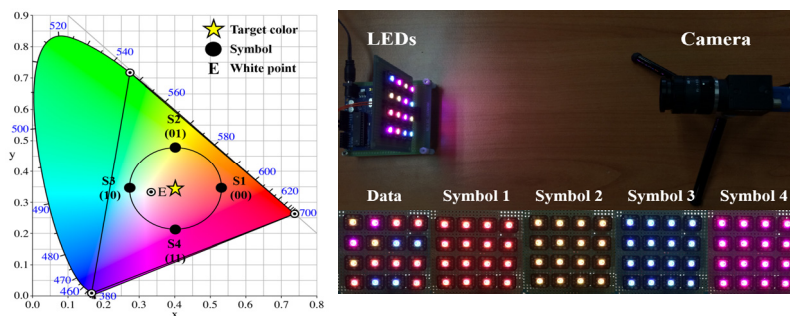 Target color
Symbol
E White point
0.9
0.8
0.7
0.6
0.5
0.4
0.3
0.2
0.1
0.0
y
0.0 0.1 0.2 0.3 0.4 0.5 0.6 0.7 0.8
x
520
540
560
500
580
600
620
700
490
480
470
460
380
S2
(01)
S3
(10)
E
S1
(00)
S4
(11)
LEDs
Camera
Data Symbol 1 Symbol 2 Symbol 3 Symbol 4